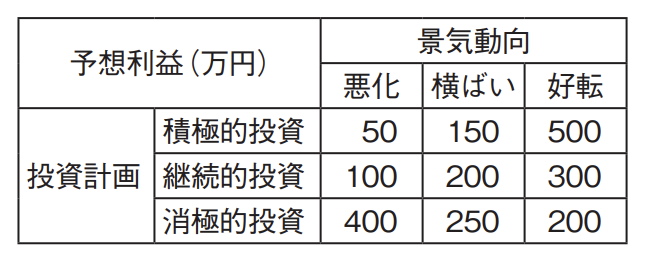 予想利益(万円) 景気動向
悪化 横ばい 好転
投資計画 積極的投資 50 150 500
継続的投資 100 200 300
消極的投資 400 250 200